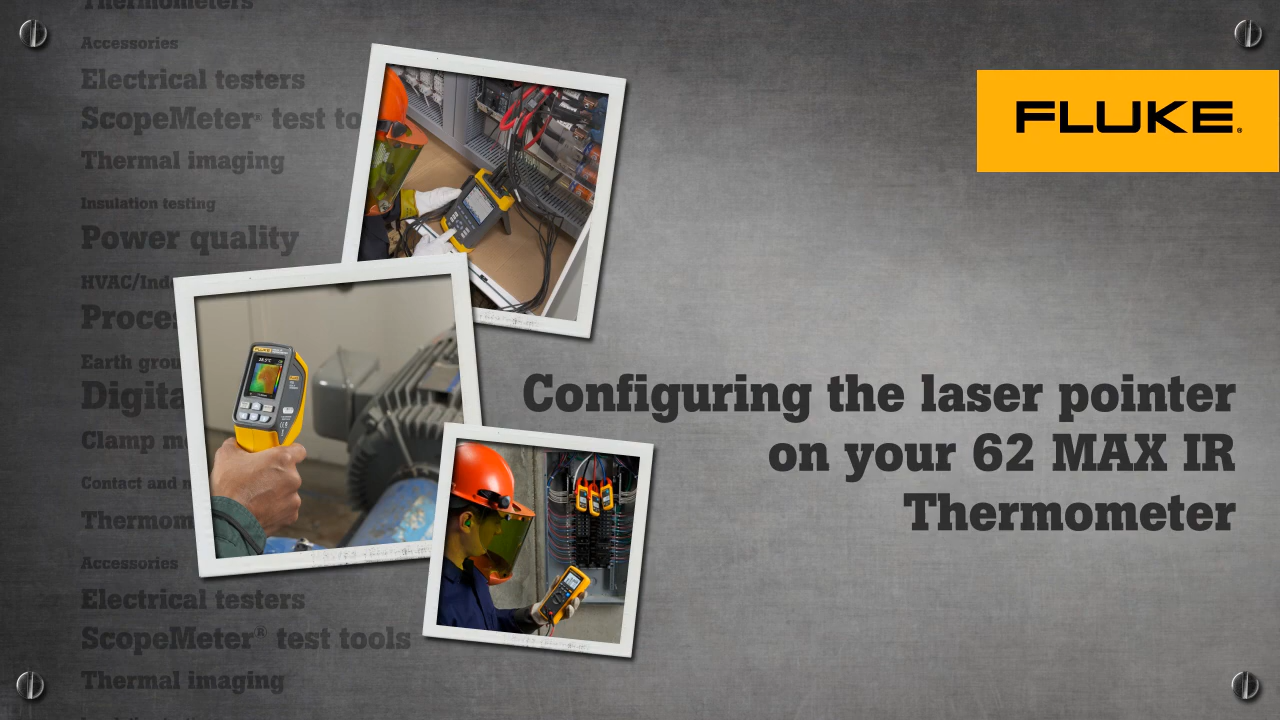 Thermometers
Accessories
Electrical testers
ScopeMeter® test to
Thermal imaging
Insulation testing
Power quality
HVAC/Ind
Proces
Earth grou
Digita
Clamp m
Contact and n
Thermom
Accessories
Electrical testers
ScopeMeter® test tools
Thermal imaging
FLUKE®
Configuring the laser pointer
on your 62 MAX IR
Thermometer